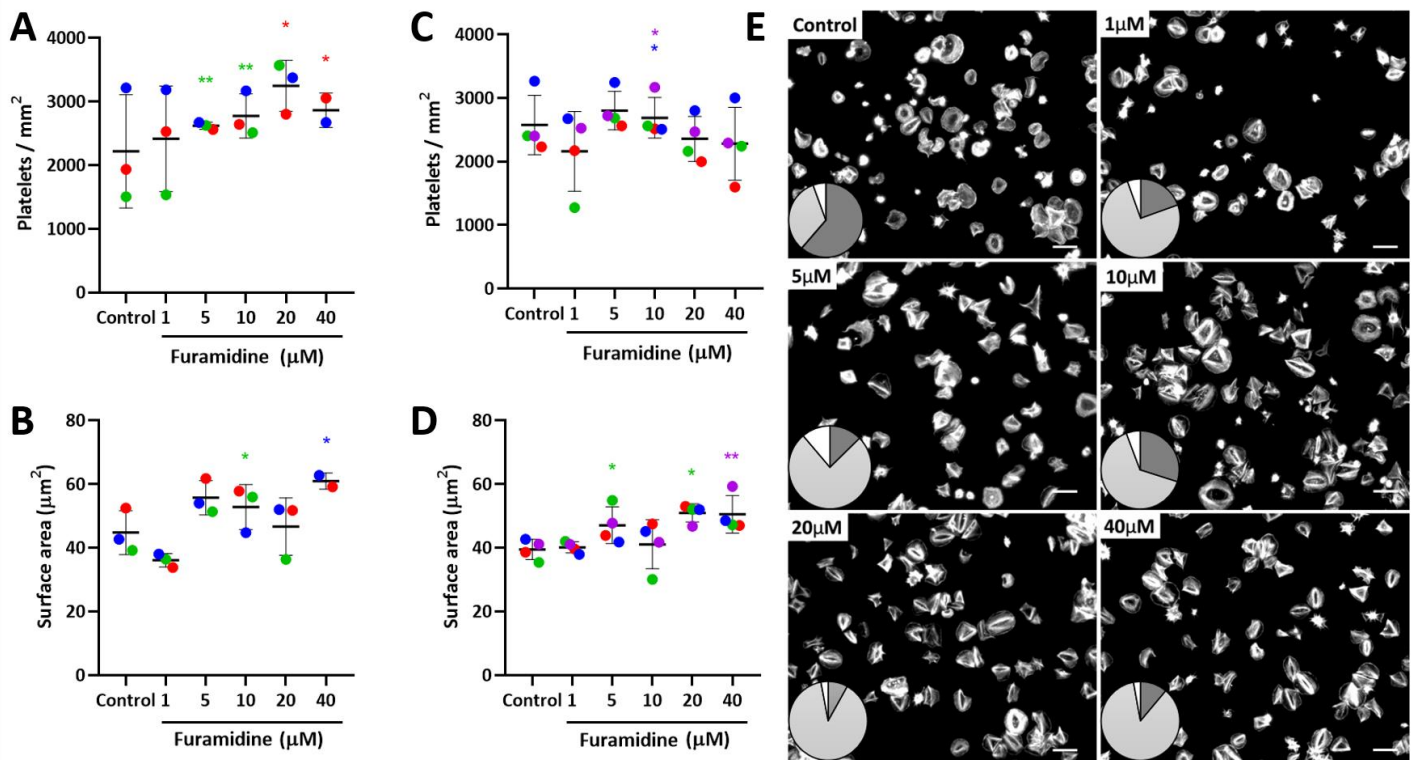 A
4000
3000
2000
1000
0
Platelets / mm²
**
**
*
*
Control 1 5 10 20 40
Furamidine (μM)
B
80
60
40
20
0
Surface area (μm²)
*
*
Control 1 5 10 20 40
Furamidine (μM)
C
4000
3000
2000
1000
0
Platelets / mm²
*
*
Control 1 5 10 20 40
Furamidine (μM)
D
80
60
40
20
0
Surface area (μm²)
*
*
**
Control 1 5 10 20 40
Furamidine (μM)
E
Control
1μM
5μM
10μM
20μM
40μM